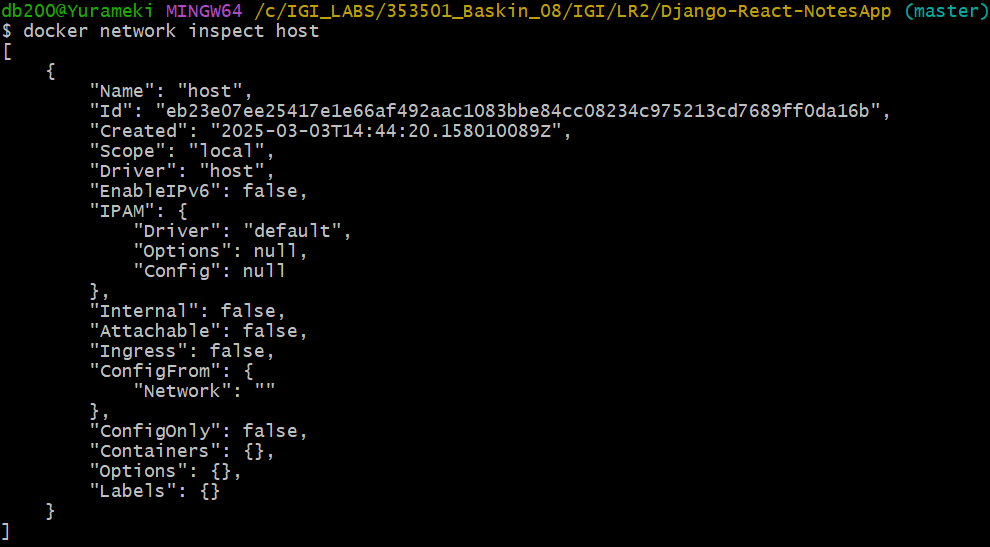 db200@Yurameki MINGW64 /c/IGI_LABS/353501_Baskin_08/IGI/LR2/Django-React-NotesApp (master)
$ docker network inspect host
[
    {
        "Name": "host",
        "Id": "eb23e07ee25417e1e66af492aac1083bbe84cc08234c975213cd7689ff0da16b",
        "Created": "2025-03-03T14:44:20.158010089Z",
        "Scope": "local",
        "Driver": "host",
        "EnableIPv6": false,
        "IPAM": {
            "Driver": "default",
            "Options": null,
            "Config": null
        },
        "Internal": false,
        "Attachable": false,
        "Ingress": false,
        "ConfigFrom": {
            "Network": ""
        },
        "ConfigOnly": false,
        "Containers": {},
        "Options": {},
        "Labels": {}
    }
]